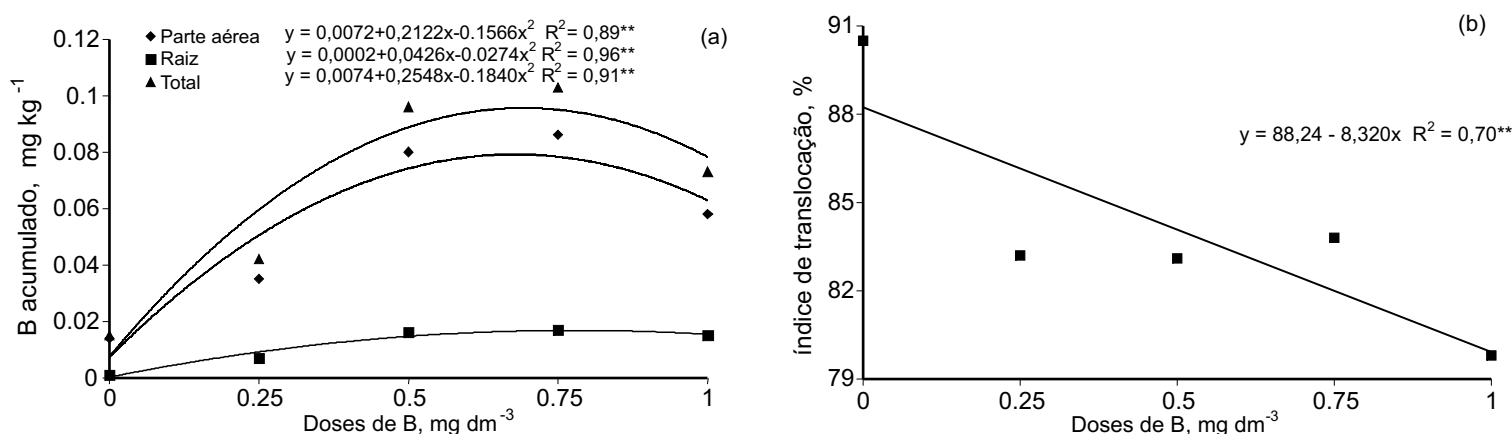 (a)
Parte aérea y = 0,0072+0,2122x-0.1566x² R² = 0,89**
Raiz y = 0,0002+0,0426x-0.0274x² R² = 0,96**
Total y = 0,0074+0,2548x-0.1840x² R² = 0,91**
B acumulado, mg kg⁻¹
0.12
0.1
0.08
0.06
0.04
0.02
0
0 0.25 0.5 0.75 1
Doses de B, mg dm⁻³
(b)
y = 88,24 - 8,320x R² = 0,70**
índice de translocação, %
91
88
85
82
79
0 0.25 0.5 0.75 1
Doses de B, mg dm⁻³